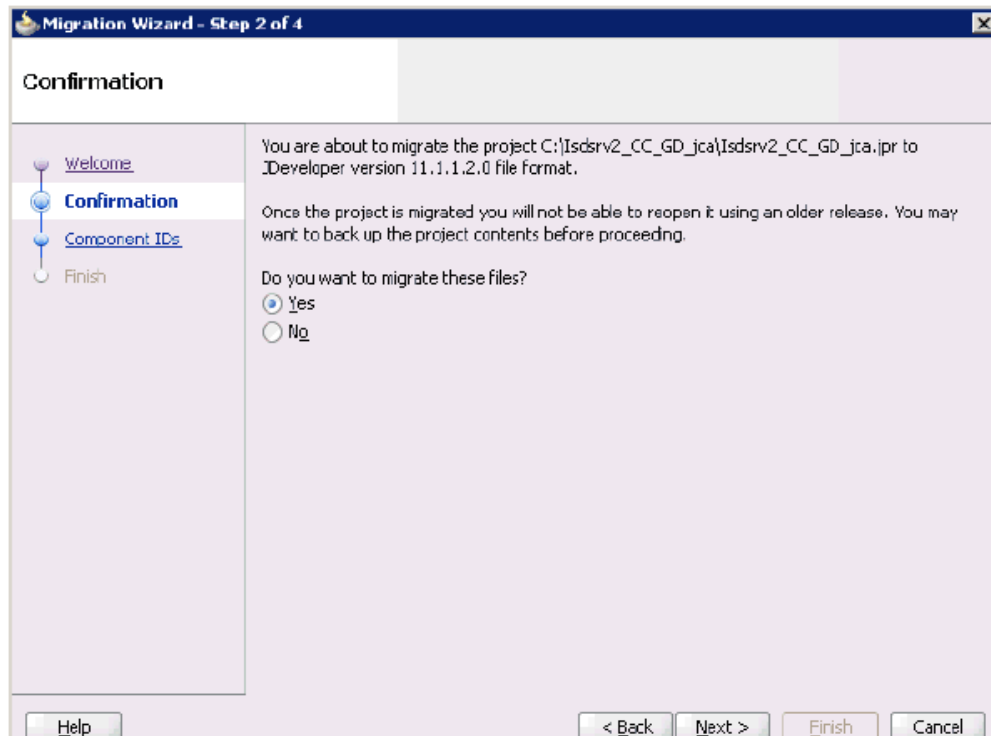 Migration Wizard - Step 2 of 4
Confirmation
Welcome
Confirmation
Component IDs
Finish
You are about to migrate the project C:\Isdsrv2_CC_GD_jca\Isdsrv2_CC_GD_jca.jpr to
JDeveloper version 11.1.1.2.0 file format.
Once the project is migrated you will not be able to reopen it using an older release. You may
want to back up the project contents before proceeding.
Do you want to migrate these files?
Yes
No
Help
< Back
Next >
Finish
Cancel